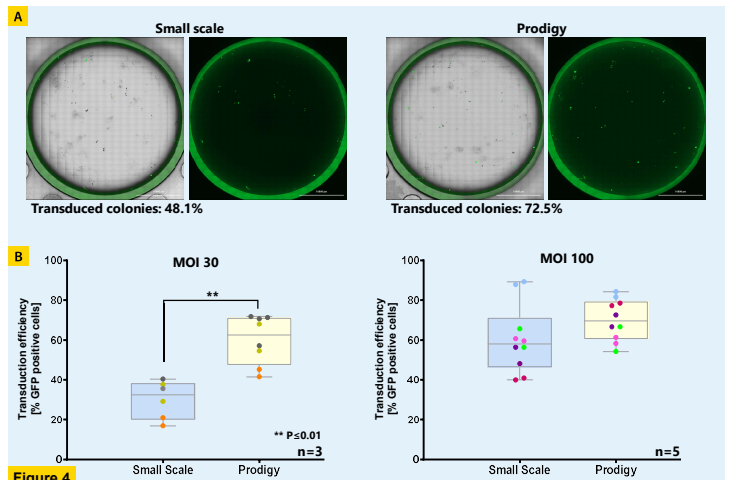 A
Small scale
Prodigy
Transduced colonies: 48.1%
Transduced colonies: 72.5%
B
MOI 30
Transduction efficiency
[% GFP positive cells]
100
80
60
40
20
0
**
** P≤0.01
n=3
Small Scale
Prodigy
MOI 100
Transduction efficiency
[% GFP positive cells]
100
80
60
40
20
0
n=5
Small Scale
Prodigy
Figure 4